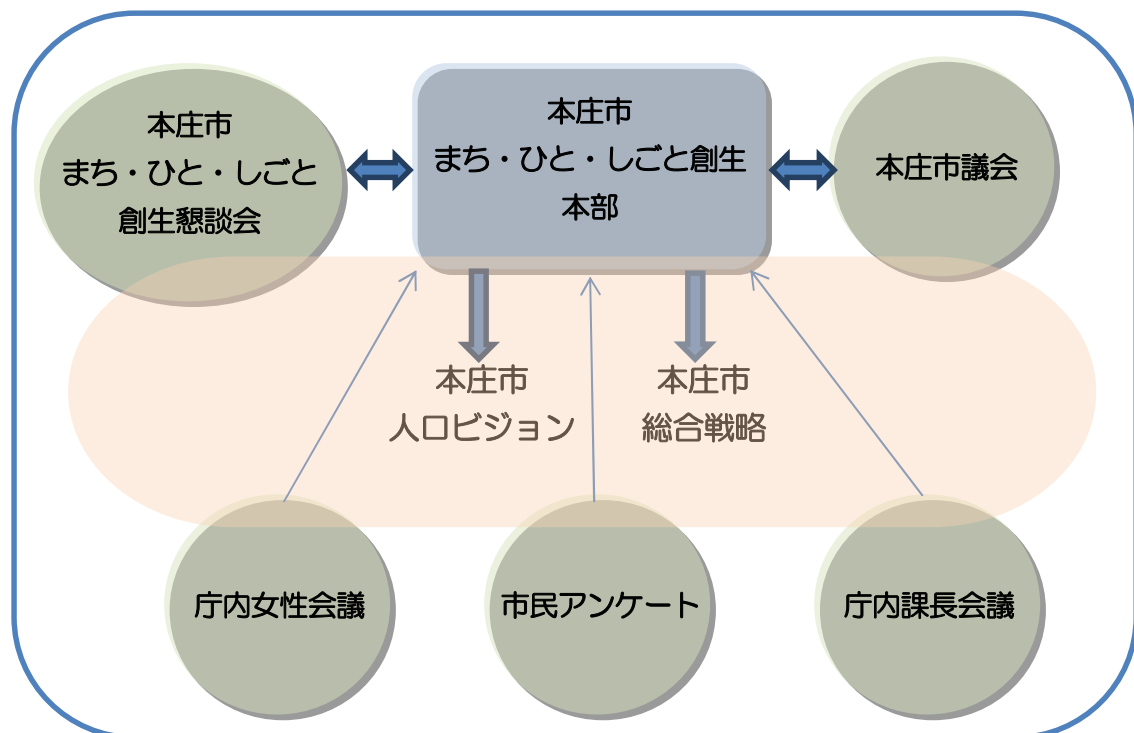 本庄市
まち・ひと・しごと
創生懇談会
本庄市
まち・ひと・しごと創生
本部
本庄市議会
本庄市
人口ビジョン
本庄市
総合戦略
庁内女性会議
市民アンケート
庁内課長会議